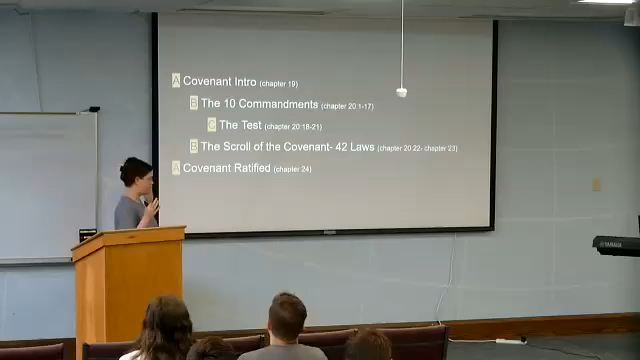 A Covenant Intro (chapter 19)
B The 10 Commandments (chapter 20:1-17)
C The Test (chapter 20:18-21)
B The Scroll of the Covenant- 42 Laws (chapter 20:22- chapter 23)
A Covenant Ratified (chapter 24)
YAMAHA